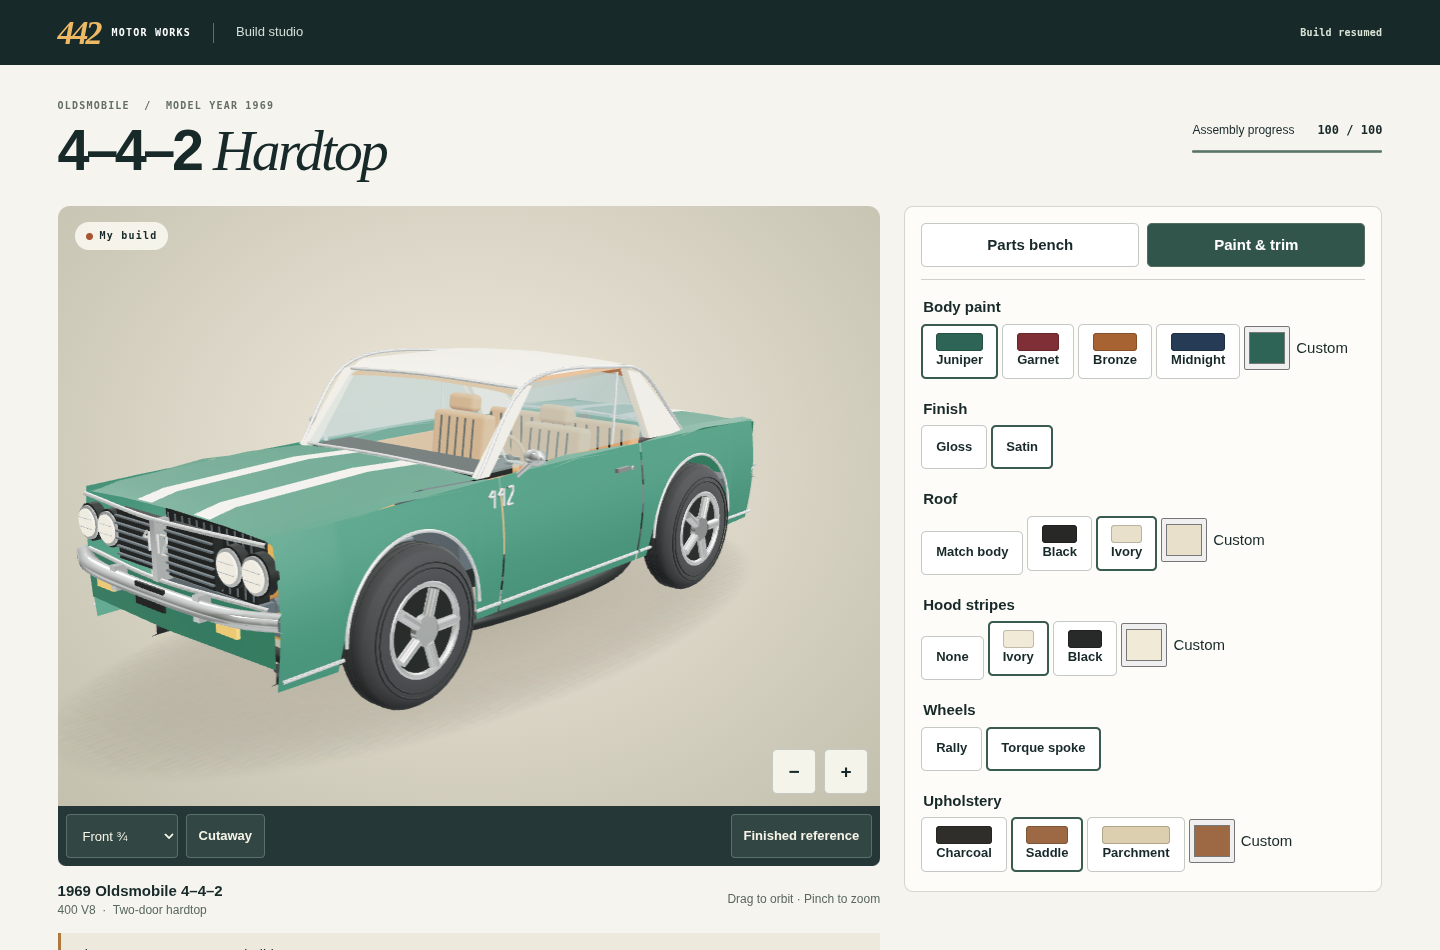 442 MOTOR WORKS Build studio Build resumed
OLDSMOBILE / MODEL YEAR 1969
4–4–2 Hardtop
Assembly progress 100 / 100
My build
442
− +
Front ¾ Cutaway Finished reference
1969 Oldsmobile 4–4–2
400 V8 · Two-door hardtop
Drag to orbit · Pinch to zoom
Parts bench Paint & trim
Body paint
Juniper Garnet Bronze Midnight Custom
Finish
Gloss Satin
Roof
Match body Black Ivory Custom
Hood stripes
None Ivory Black Custom
Wheels
Rally Torque spoke
Upholstery
Charcoal Saddle Parchment Custom